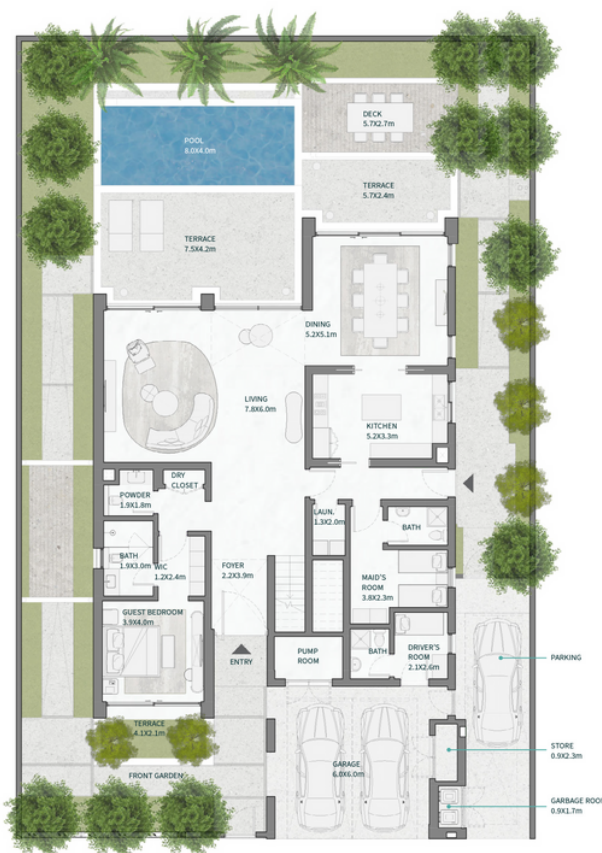 DECK
5.7X2.7m
POOL
8.0X4.0m
TERRACE
5.7X2.4m
TERRACE
7.5X4.2m
DINING
5.2X5.1m
LIVING
7.8X6.0m
KITCHEN
5.2X3.3m
DRY
CLOSET
POWDER
1.9X1.8m
LAUN.
1.3X2.0m
BATH
BATH
1.9X3.0m
WIC
1.2X2.4m
FOYER
2.2X3.9m
MAID'S
ROOM
3.8X2.3m
GUEST BEDROOM
3.9X4.0m
ENTRY
PUMP
ROOM
BATH
DRIVER'S
ROOM
2.1X2.6m
PARKING
TERRACE
4.1X2.1m
STORE
0.9X2.3m
GARAGE
6.0X6.0m
FRONT GARDEN
GARBAGE ROOM
0.9X1.7m